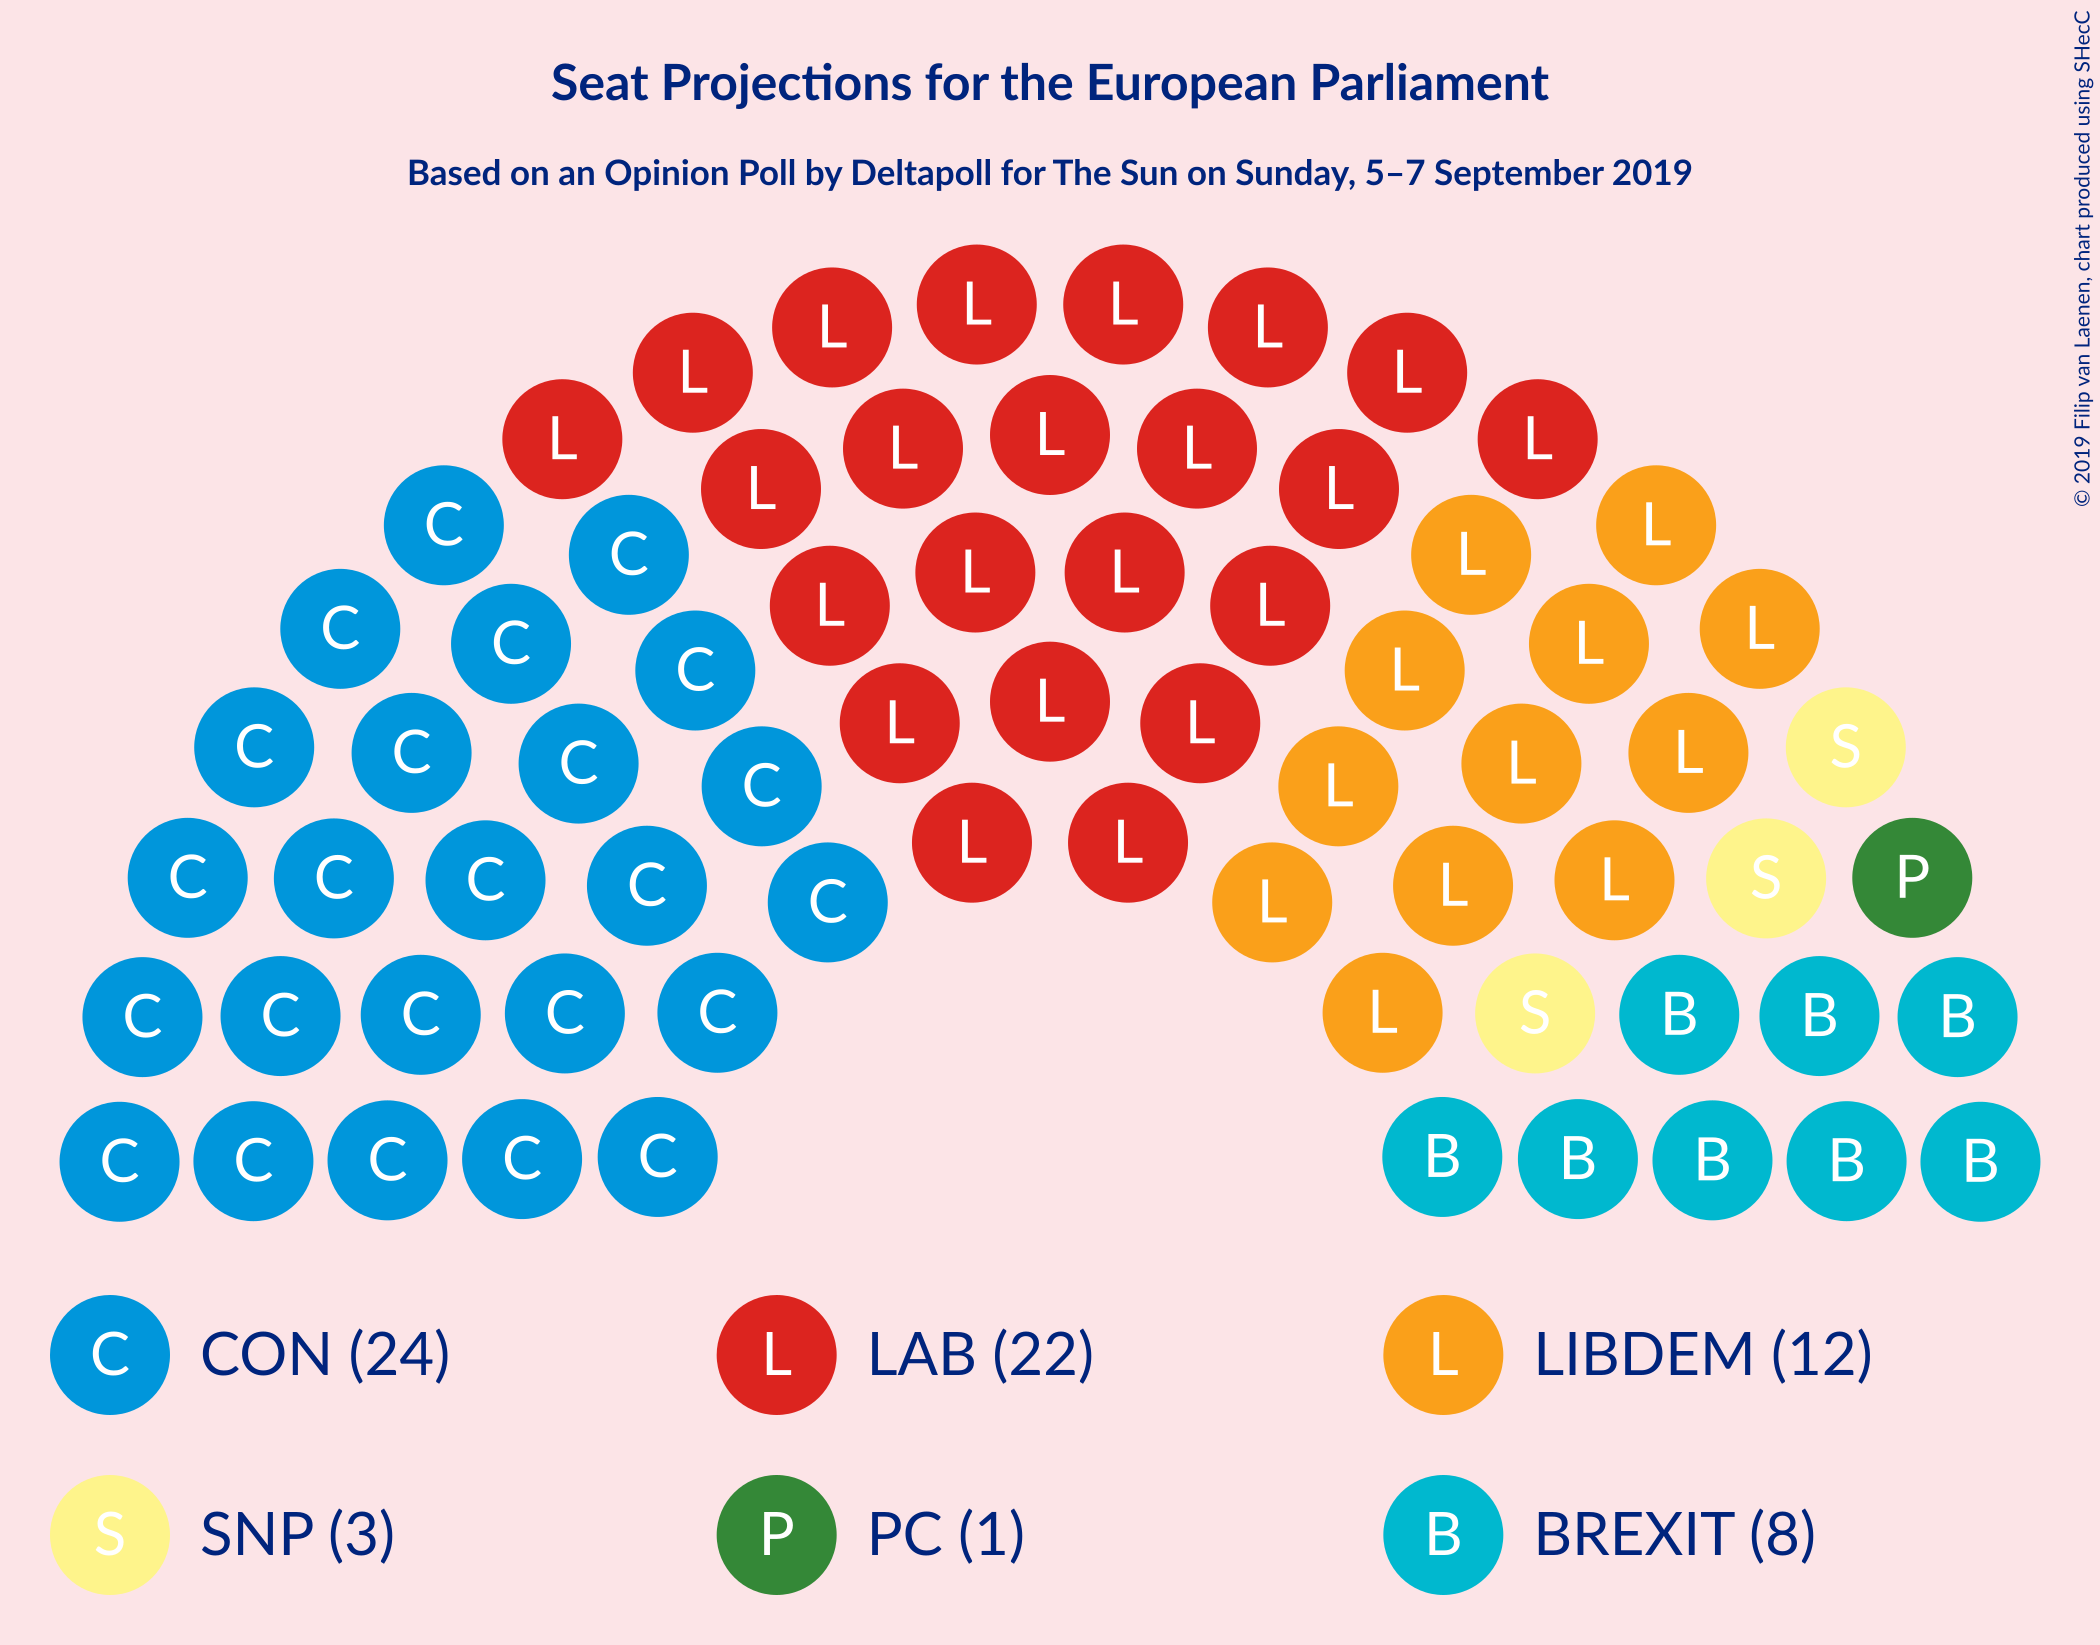 Seat Projections for the European Parliament
Based on an Opinion Poll by Deltapoll for The Sun on Sunday, 5–7 September 2019
© 2019 Filip van Laenen, chart produced using SHecC
L L
L L
L L
L L L
L L
L L
C L L L
C C L L
L L L L
C C L L
C L L
L L L
C C S
C L
C L
C L L
P
C C C C L L S
C C L
C C C C C L S B B B
C C C C C B B B B B
C CON (24) L LAB (22) L LIBDEM (12)
S SNP (3) P PC (1) B BREXIT (8)